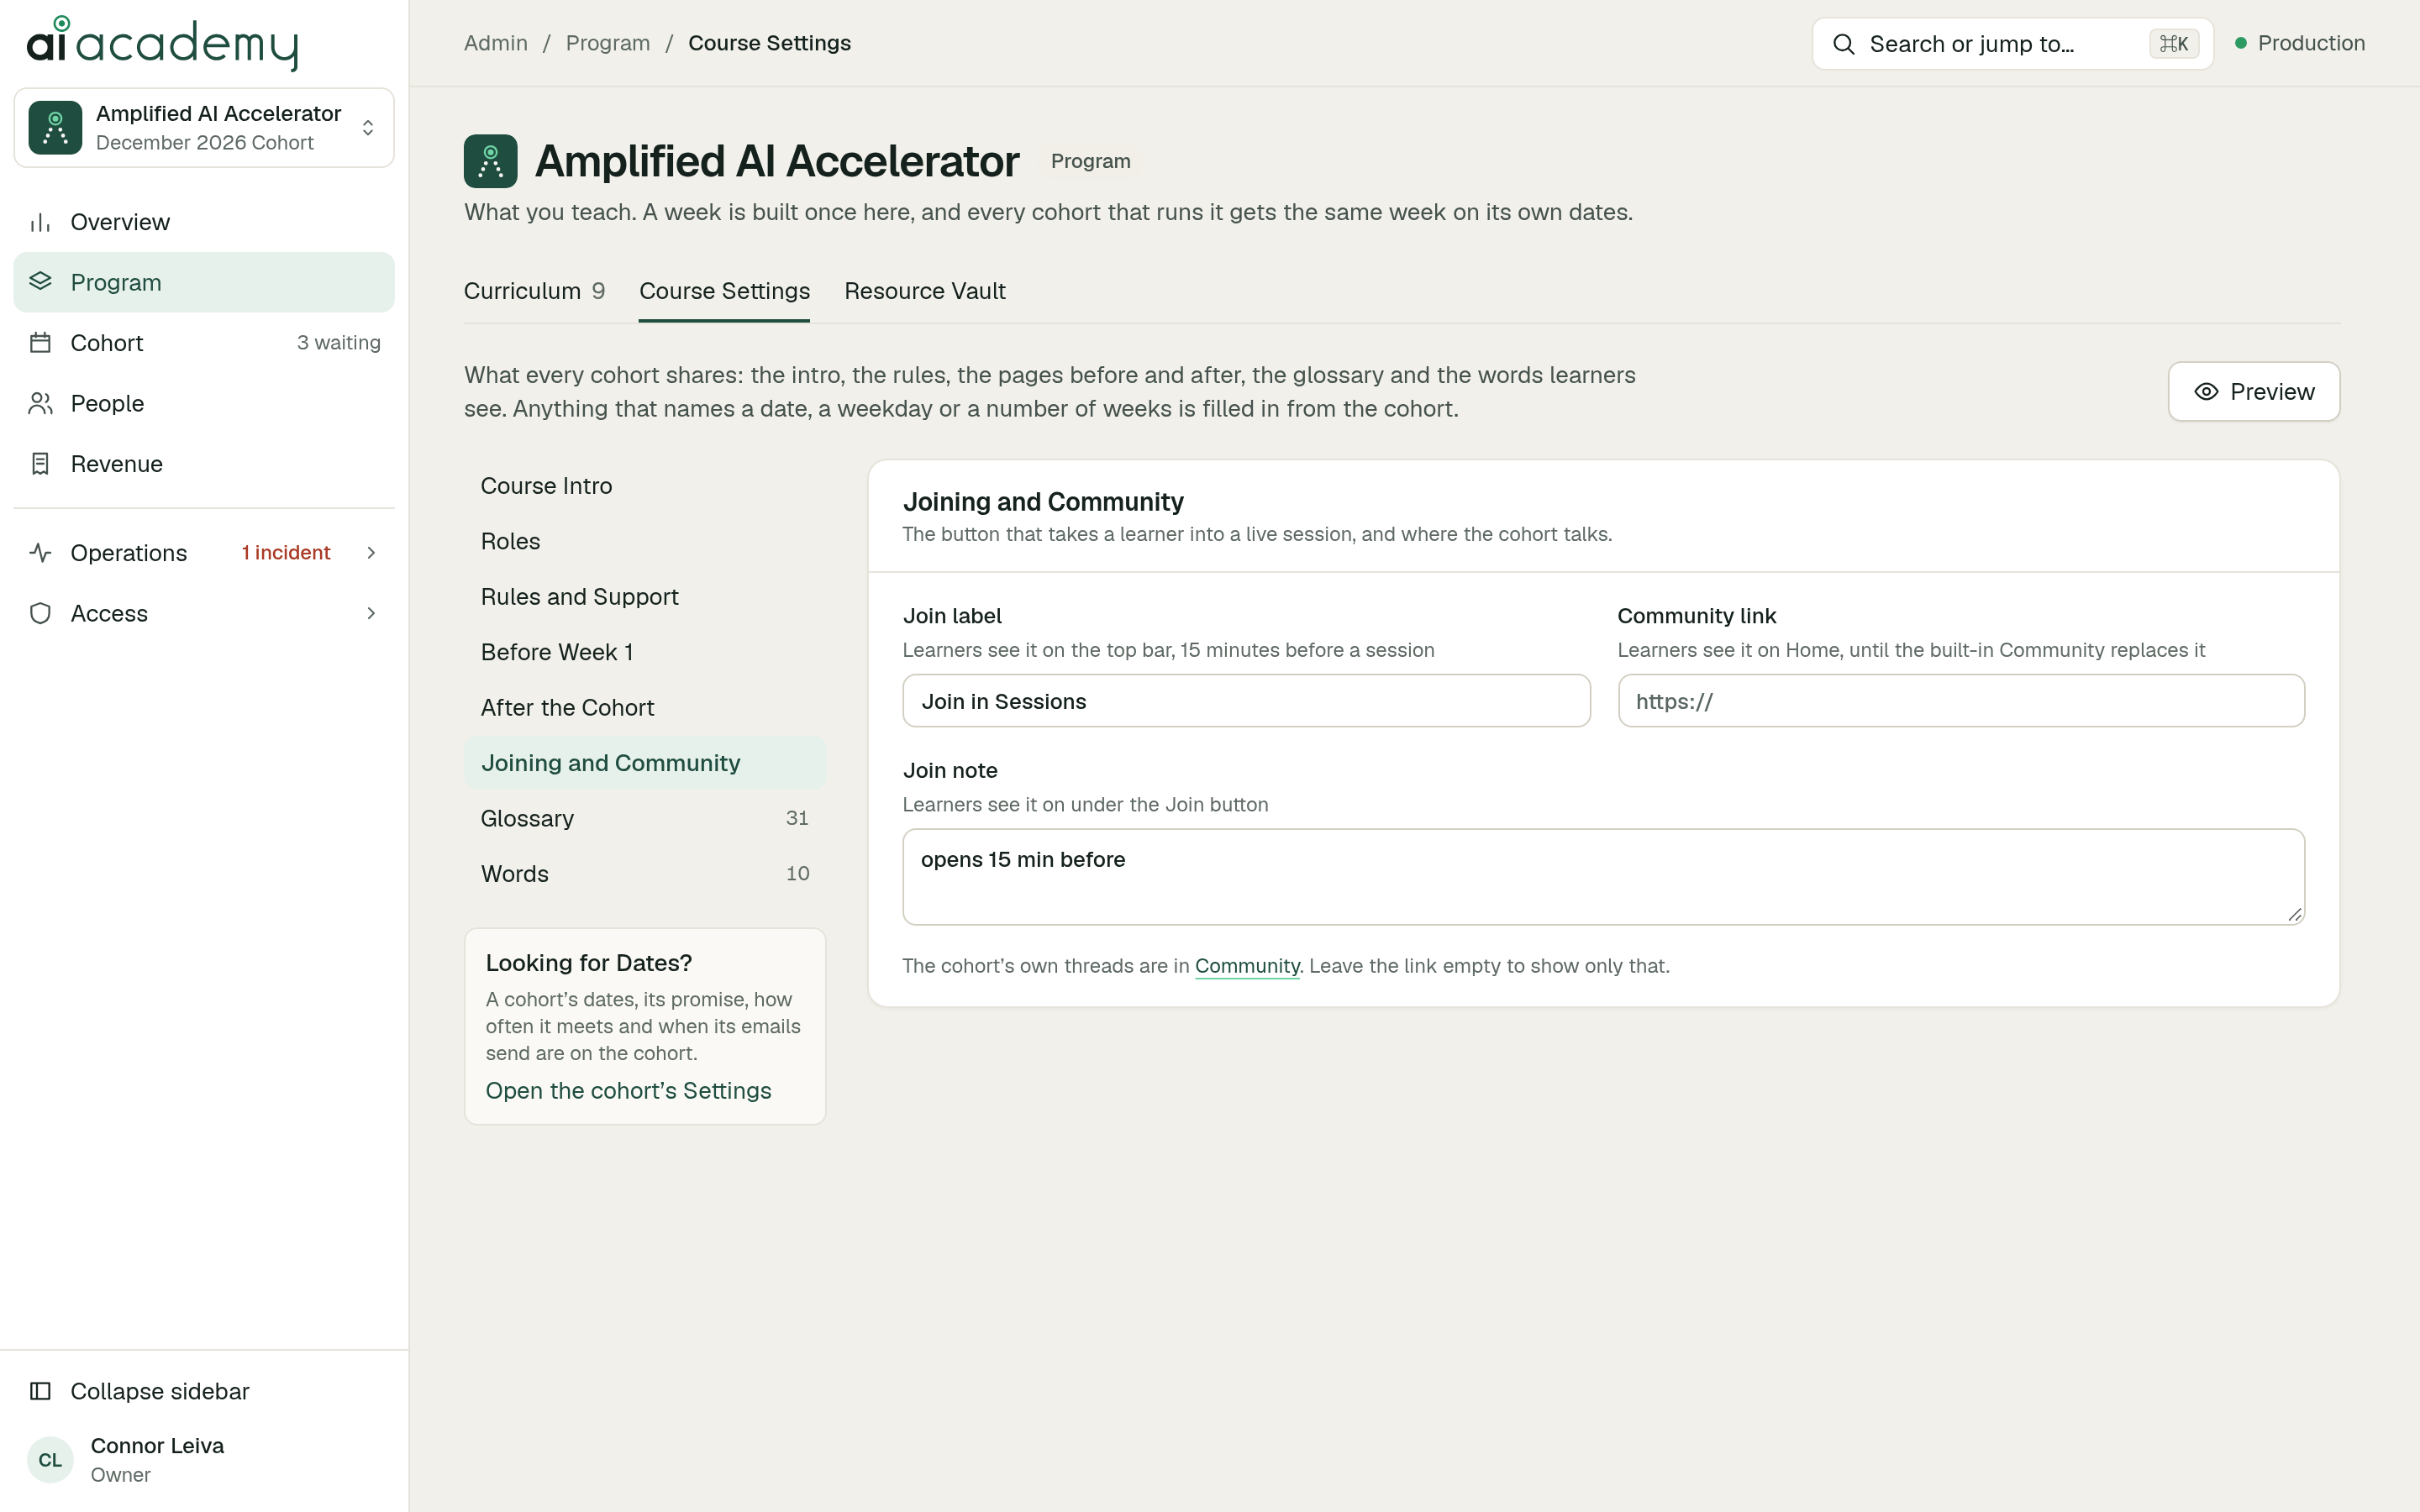 ai academy
Amplified AI Accelerator
December 2026 Cohort
Overview
Program
Cohort 3 waiting
People
Revenue
Operations 1 incident
Access
Collapse sidebar
CL
Connor Leiva
Owner
Admin / Program / Course Settings
Search or jump to… ⌘K
Production
Amplified AI Accelerator Program
What you teach. A week is built once here, and every cohort that runs it gets the same week on its own dates.
Curriculum 9 Course Settings Resource Vault
What every cohort shares: the intro, the rules, the pages before and after, the glossary and the words learners
see. Anything that names a date, a weekday or a number of weeks is filled in from the cohort.
Preview
Course Intro
Roles
Rules and Support
Before Week 1
After the Cohort
Joining and Community
Glossary 31
Words 10
Looking for Dates?
A cohort’s dates, its promise, how
often it meets and when its emails
send are on the cohort.
Open the cohort’s Settings
Joining and Community
The button that takes a learner into a live session, and where the cohort talks.
Join label
Learners see it on the top bar, 15 minutes before a session
Join in Sessions
Community link
Learners see it on Home, until the built-in Community replaces it
https://
Join note
Learners see it on under the Join button
opens 15 min before
The cohort’s own threads are in Community. Leave the link empty to show only that.